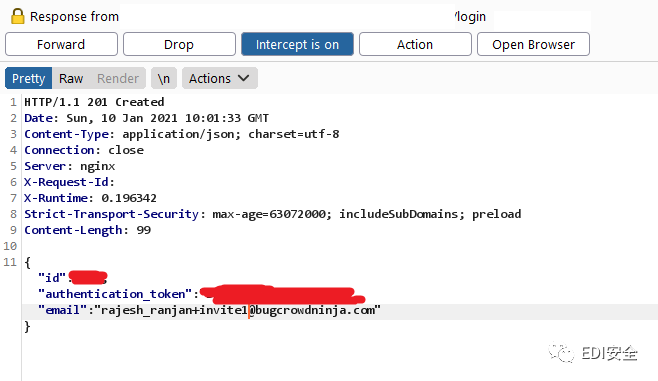 Response from /login
Forward Drop Intercept is on Action Open Browser
Pretty Raw Render \n Actions
1 HTTP/1.1 201 Created
2 Date: Sun, 10 Jan 2021 10:01:33 GMT
3 Content-Type: application/json; charset=utf-8
4 Connection: close
5 Server: nginx
6 X-Request-Id:
7 X-Runtime: 0.196342
8 Strict-Transport-Security: max-age=63072000; includeSubDomains; preload
9 Content-Length: 99
10
11 {
"id":
"authentication_token":
"email":"rajesh_ranjan+invite1@bugcrowdninja.com"
}
EDI安全